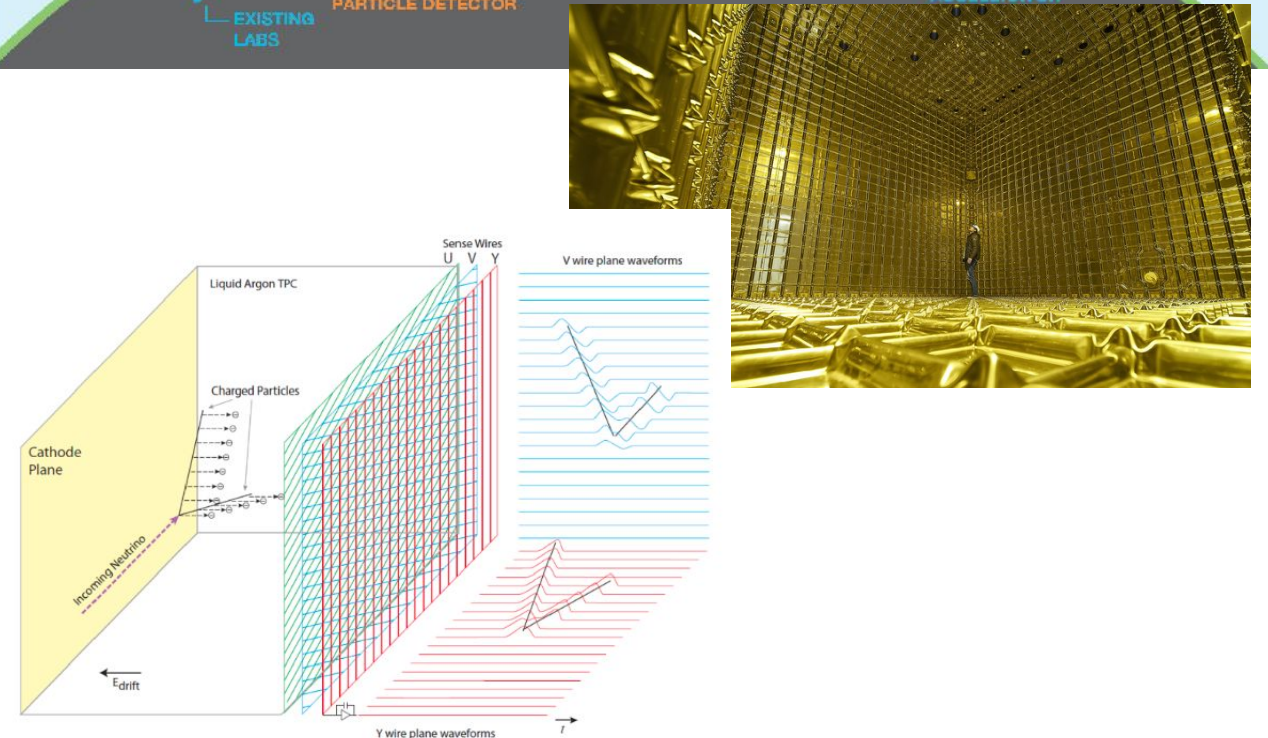 PARTICLE DETECTOR
EXISTING
LABS
Sense Wires
U V Y
V wire plane waveforms
Liquid Argon TPC
Charged Particles
Cathode
Plane
Incoming Neutrino
Edrift
Y wire plane waveforms
t